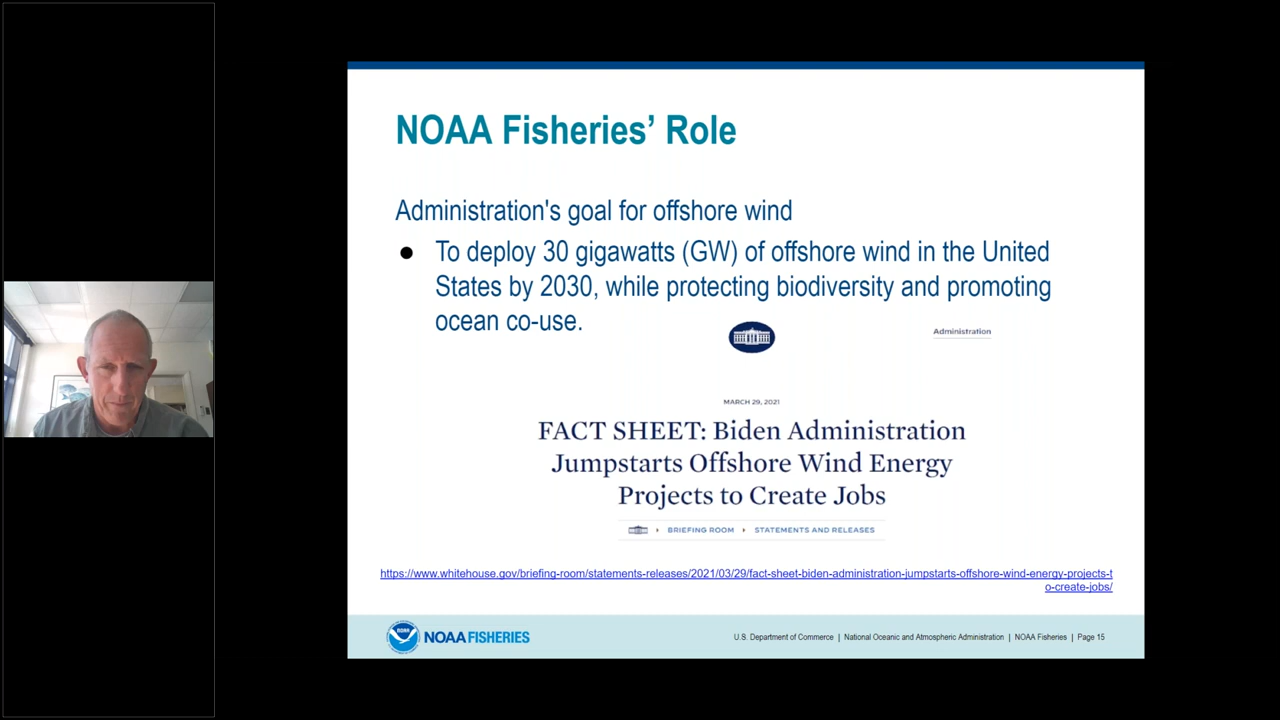 NOAA Fisheries’ Role
Administration's goal for offshore wind
● To deploy 30 gigawatts (GW) of offshore wind in the United
States by 2030, while protecting biodiversity and promoting
ocean co-use.
Administration
MARCH 29, 2021
FACT SHEET: Biden Administration
Jumpstarts Offshore Wind Energy
Projects to Create Jobs
BRIEFING ROOM STATEMENTS AND RELEASES
https://www.whitehouse.gov/briefing-room/statements-releases/2021/03/29/fact-sheet-biden-administration-jumpstarts-offshore-wind-energy-projects-t
o-create-jobs/
NOAA
NOAA FISHERIES
U.S. Department of Commerce | National Oceanic and Atmospheric Administration | NOAA Fisheries | Page 15